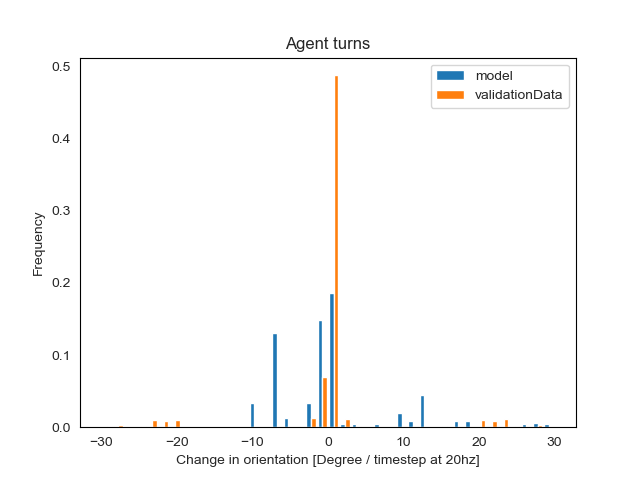 Agent turns
model
validationData
0.5
0.4
0.3
0.2
0.1
0.0
Frequency
−30 −20 −10 0 10 20 30
Change in orientation [Degree / timestep at 20hz]